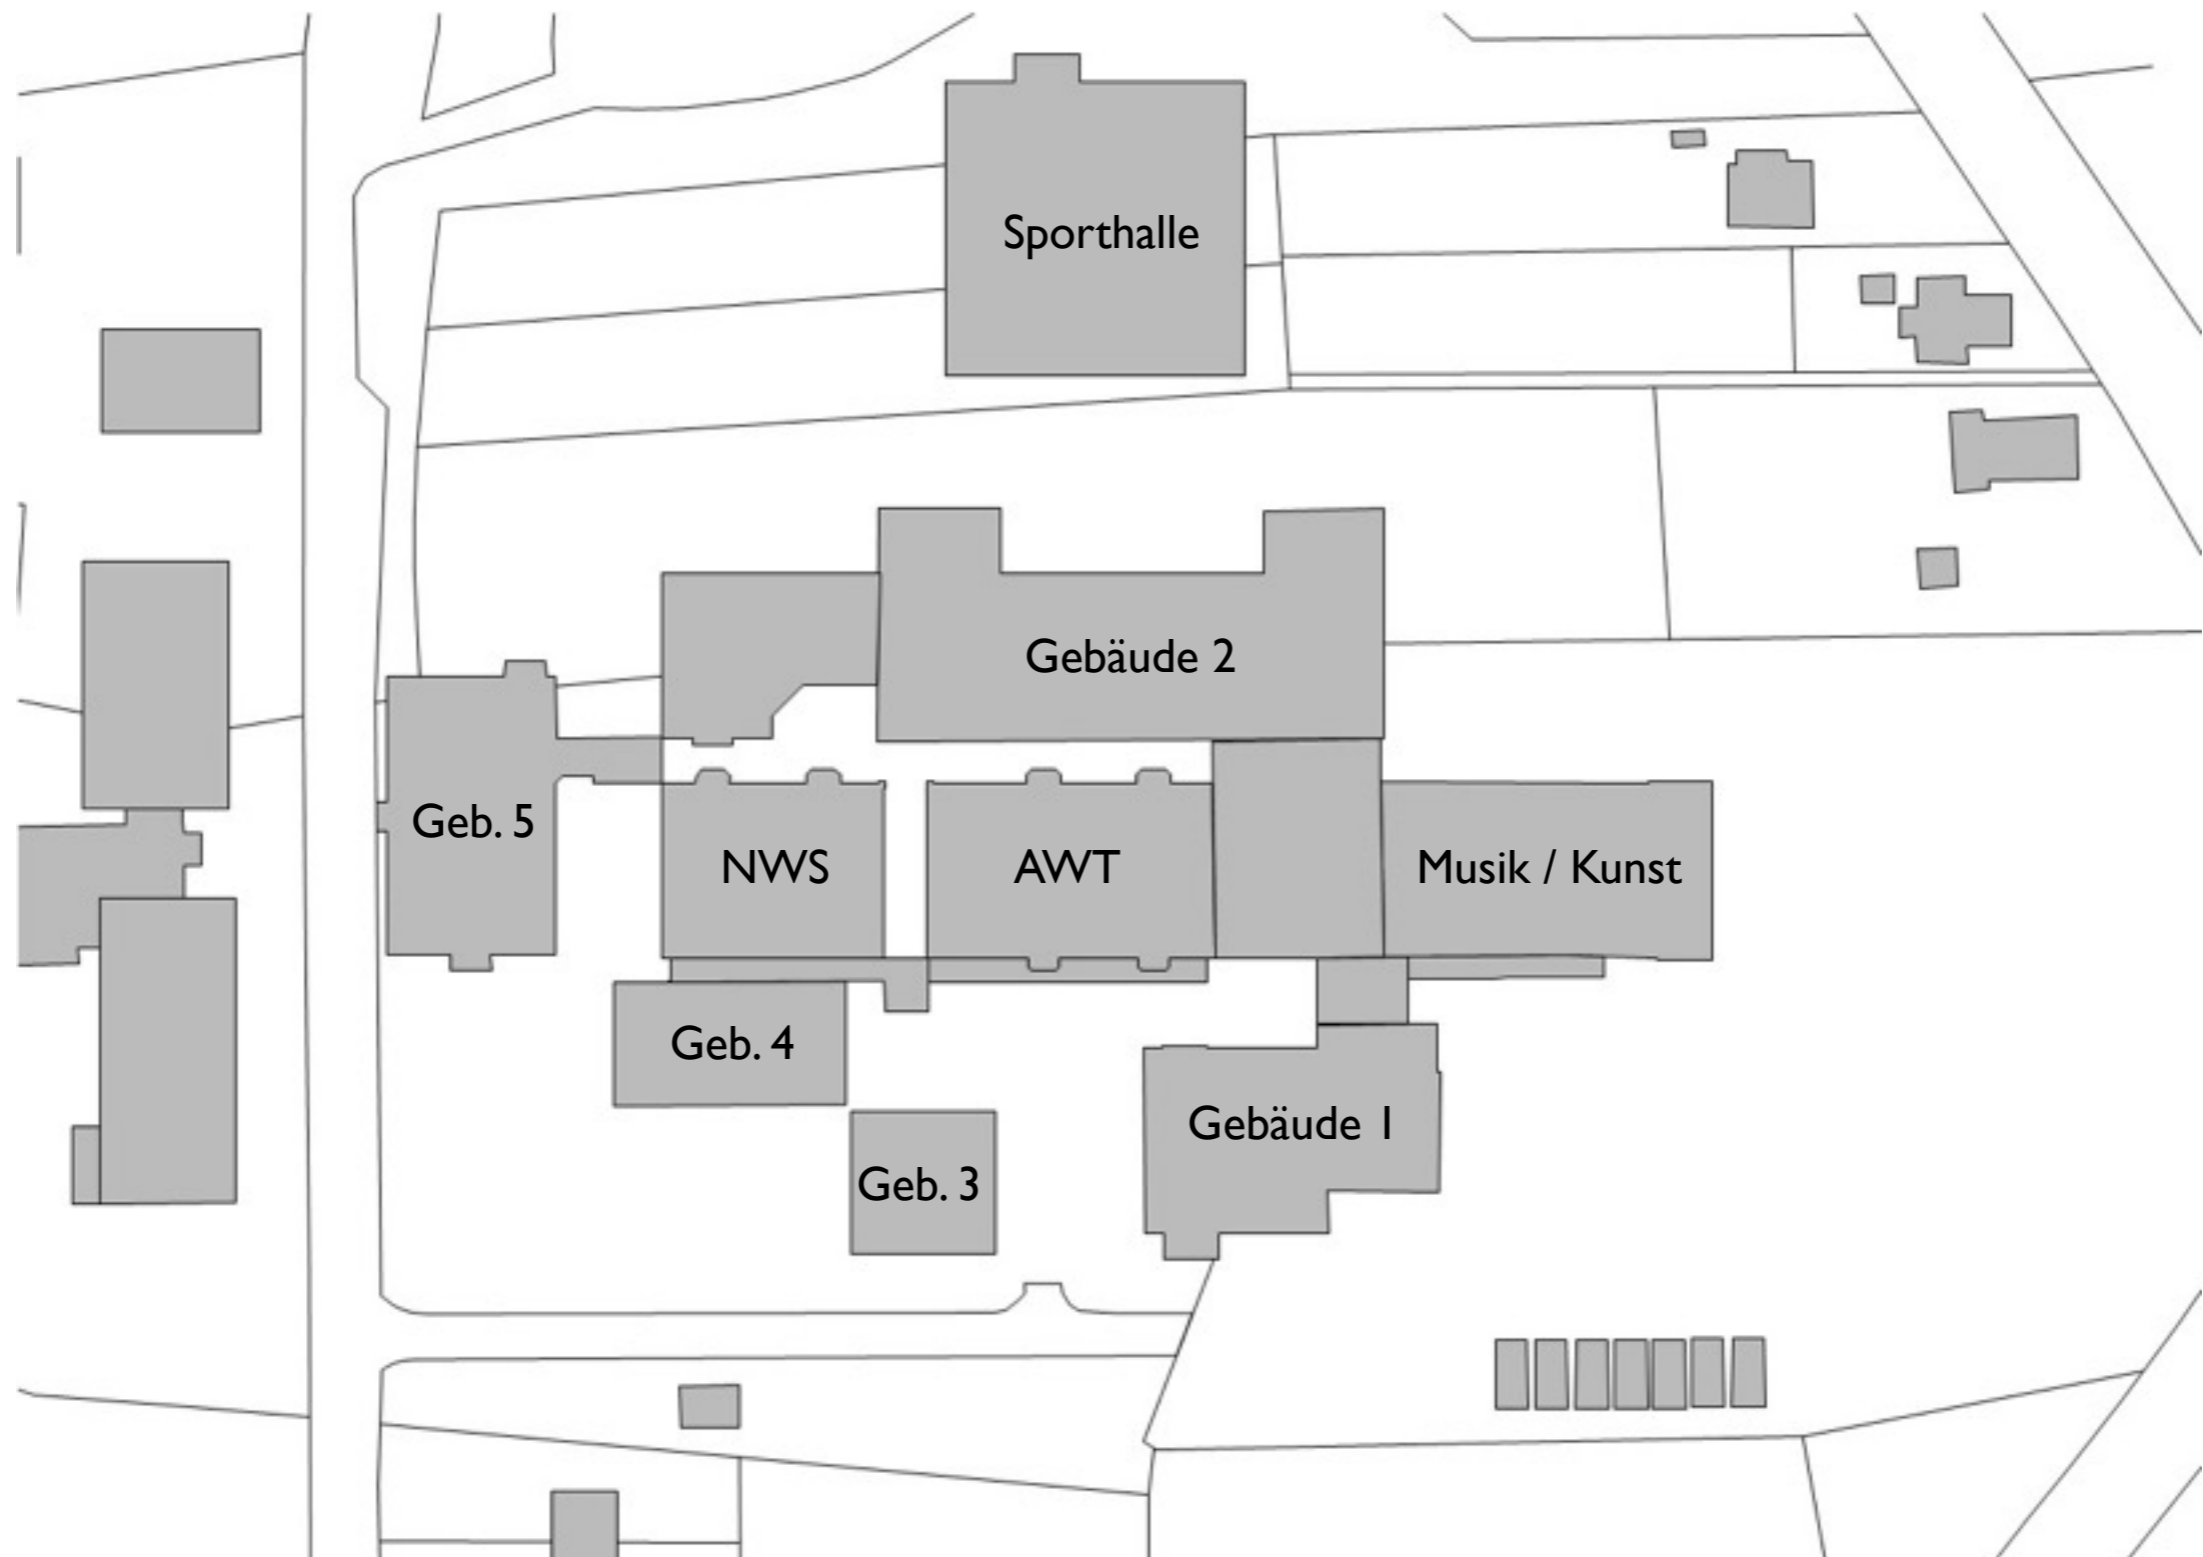 Sporthalle
Gebäude 2
Geb. 5
NWS
AWT
Musik / Kunst
Geb. 4
Gebäude 1
Geb. 3